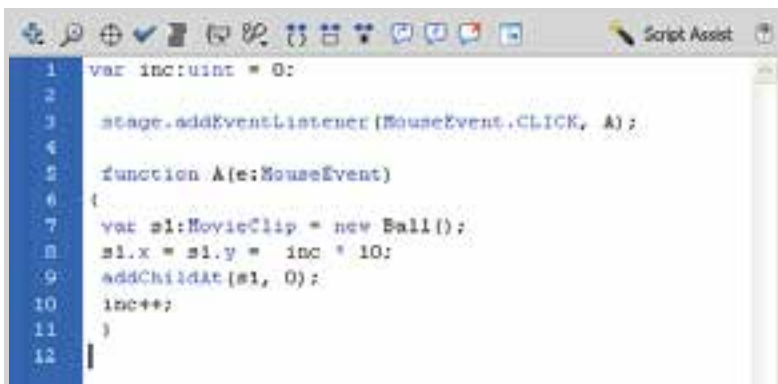 Script Assist
1 var inc:uint = 0;
2
3 stage.addEventListener(MouseEvent.CLICK, A);
4
5 function A(e:MouseEvent)
6 {
7 var s1:MovieClip = new Ball();
8 s1.x = s1.y = inc * 10;
9 addChildAt(s1, 0);
10 inc++;
11 }
12